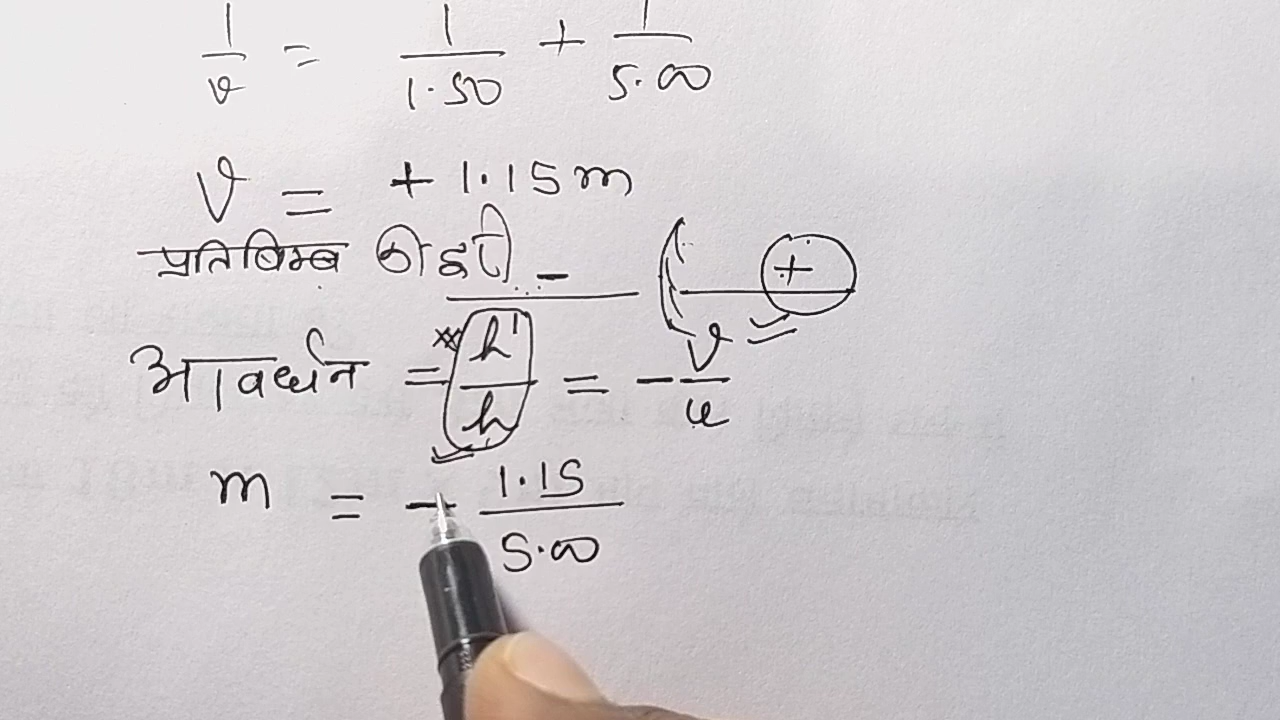 1/v = 1/1.50 + 1/5.00
v = + 1.15 m
प्रतिबिम्ब की दूरी - +
आवर्धन = h'/h = - v/u
m = - 1.15/5.00